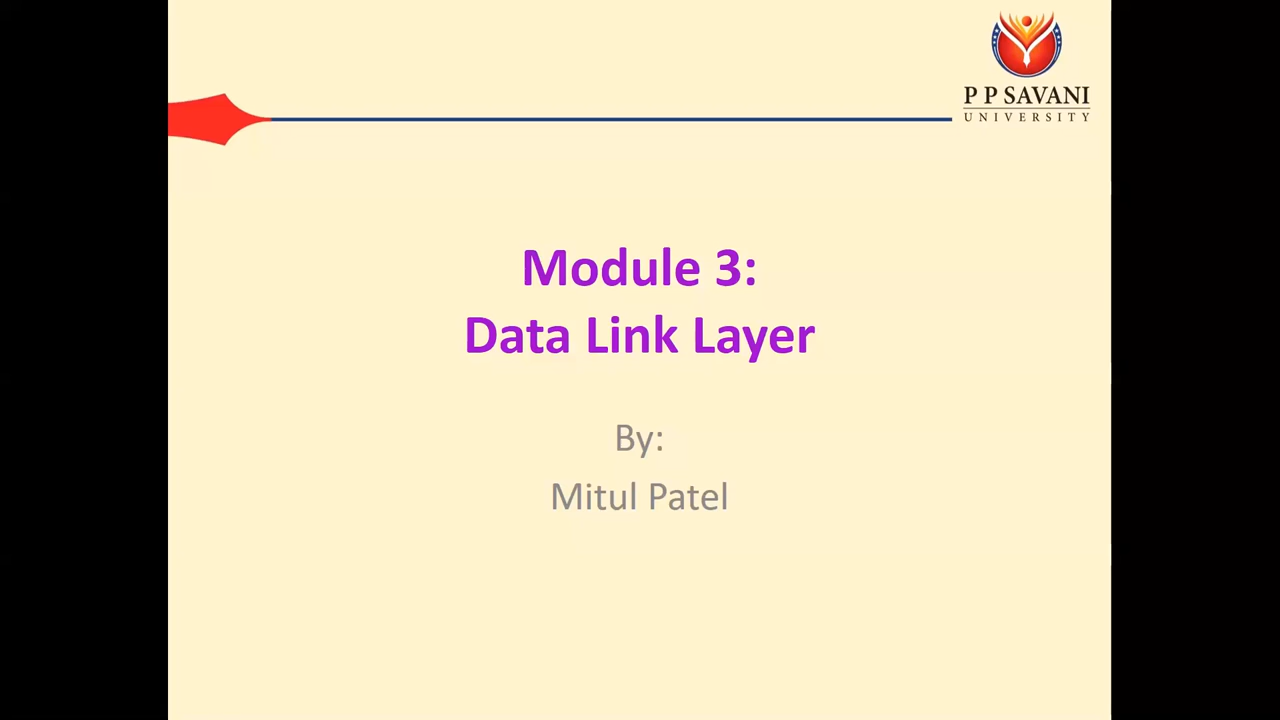 P P SAVANI
UNIVERSITY
Module 3:
Data Link Layer
By:
Mitul Patel